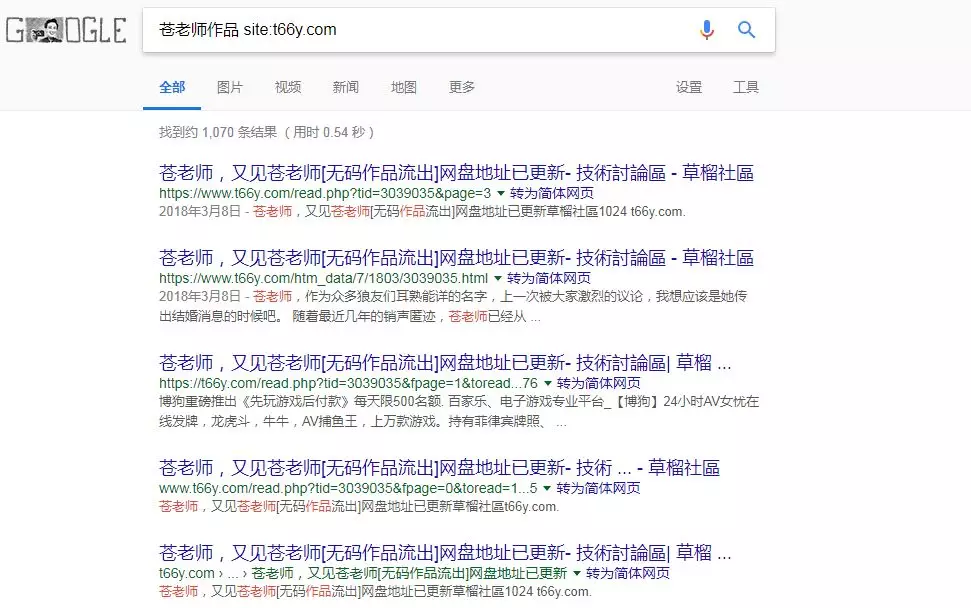 GOOGLE
苍老师作品 site:t66y.com
全部 图片 视频 新闻 地图 更多 设置 工具
找到约 1,070 条结果 （用时 0.54 秒）
苍老师，又见苍老师[无码作品流出]网盘地址已更新- 技術討論區 - 草榴社區
https://www.t66y.com/read.php?tid=3039035&page=3 ▼ 转为简体网页
2018年3月8日 - 苍老师，又见苍老师[无码作品流出]网盘地址已更新草榴社區1024 t66y.com.
苍老师，又见苍老师[无码作品流出]网盘地址已更新- 技術討論區 - 草榴社區
https://www.t66y.com/htm_data/7/1803/3039035.html ▼ 转为简体网页
2018年3月8日 - 苍老师，作为众多狼友们耳熟能详的名字，上一次被大家激烈的议论，我想应该是她传
出结婚消息的时候吧。 随着最近几年的销声匿迹，苍老师已经从 ...
苍老师，又见苍老师[无码作品流出]网盘地址已更新- 技術討論區| 草榴 ...
https://t66y.com/read.php?tid=3039035&fpage=1&toread...76 ▼ 转为简体网页
博狗重磅推出《先玩游戏后付款》每天限500名额. 百家乐、电子游戏专业平台_【博狗】24小时AV女忧在
线发牌，龙虎斗，牛牛，AV捕鱼王，上万款游戏。持有菲律宾牌照、 ...
苍老师，又见苍老师[无码作品流出]网盘地址已更新- 技術 ... - 草榴社區
www.t66y.com/read.php?tid=3039035&fpage=0&toread=1...5 ▼ 转为简体网页
苍老师，又见苍老师[无码作品流出]网盘地址已更新草榴社區t66y.com.
苍老师，又见苍老师[无码作品流出]网盘地址已更新- 技術討論區| 草榴 ...
t66y.com › ... › 苍老师，又见苍老师[无码作品流出]网盘地址已更新 ▼ 转为简体网页
苍老师，又见苍老师[无码作品流出]网盘地址已更新草榴社區1024 t66y.com.